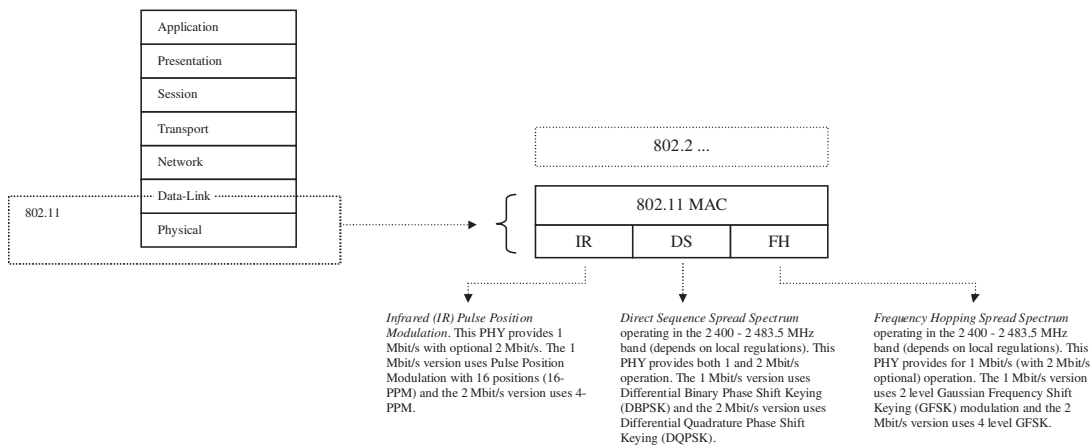 Application
Presentation
Session
Transport
Network
Data-Link
Physical
802.11
802.2 ...
802.11 MAC
IR
DS
FH
Infrared (IR) Pulse Position
Modulation. This PHY provides 1
Mbit/s with optional 2 Mbit/s. The 1
Mbit/s version uses Pulse Position
Modulation with 16 positions (16-
PPM) and the 2 Mbit/s version uses 4-
PPM.
Direct Sequence Spread Spectrum
operating in the 2 400 - 2 483.5 MHz
band (depends on local regulations). This
PHY provides both 1 and 2 Mbit/s
operation. The 1 Mbit/s version uses
Differential Binary Phase Shift Keying
(DBPSK) and the 2 Mbit/s version uses
Differential Quadrature Phase Shift
Keying (DQPSK).
Frequency Hopping Spread Spectrum
operating in the 2 400 - 2 483.5 MHz
band (depends on local regulations). This
PHY provides for 1 Mbit/s (with 2 Mbit/s
optional) operation. The 1 Mbit/s version
uses 2 level Gaussian Frequency Shift
Keying (GFSK) modulation and the 2
Mbit/s version uses 4 level GFSK.